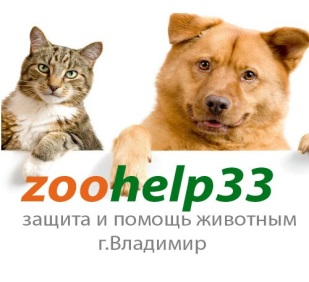 zoohelp33
защита и помощь животным
г.Владимир